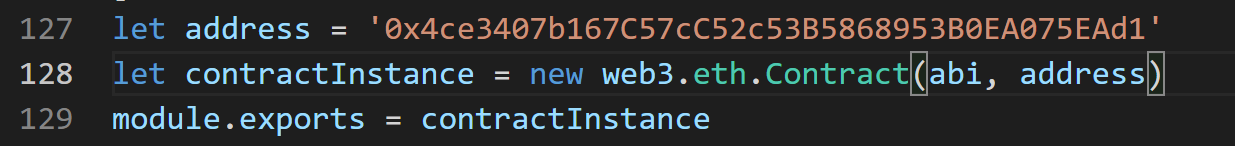 127 let address = '0x4ce3407b167C57cC52c53B5868953B0EA075EAd1'
128 let contractInstance = new web3.eth.Contract(abi, address)
129 module.exports = contractInstance